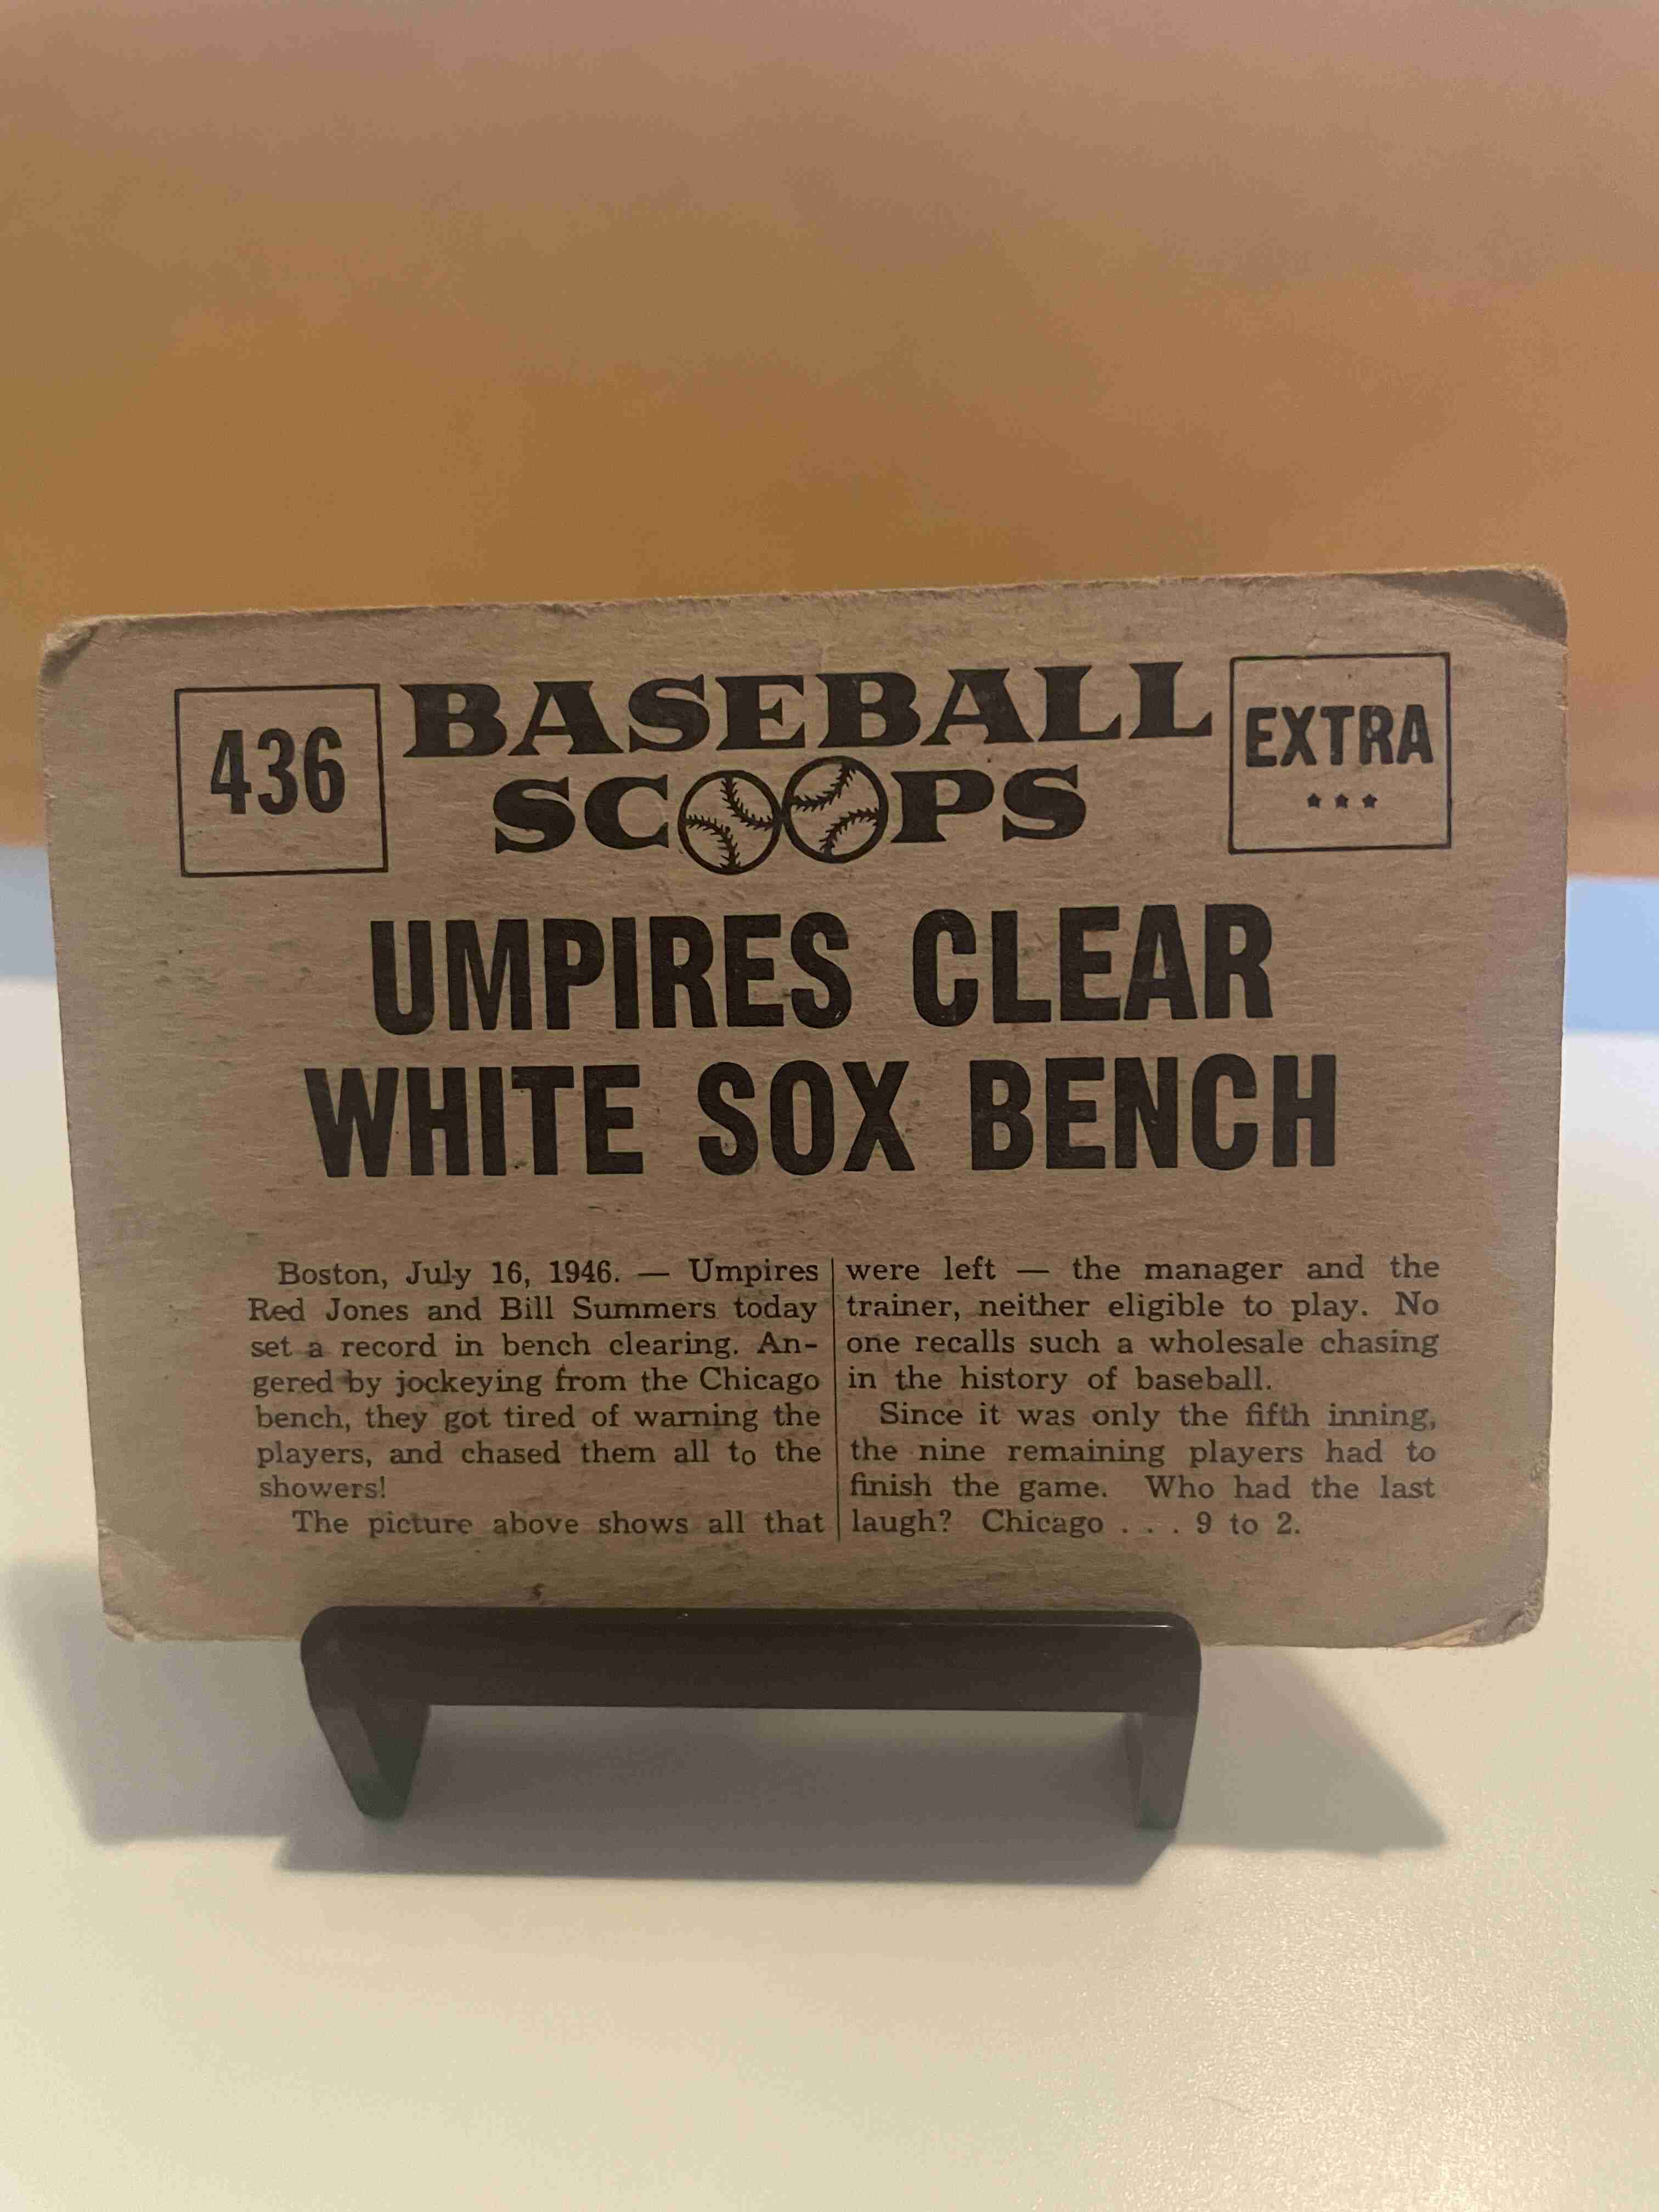 436
BASEBALL
SCOOPS
EXTRA
★ ★ ★
UMPIRES CLEAR
WHITE SOX BENCH
Boston, July 16, 1946. — Umpires
Red Jones and Bill Summers today
set a record in bench clearing. An-
gered by jockeying from the Chicago
bench, they got tired of warning the
players, and chased them all to the
showers!
The picture above shows all that
were left — the manager and the
trainer, neither eligible to play. No
one recalls such a wholesale chasing
in the history of baseball.
Since it was only the fifth inning,
the nine remaining players had to
finish the game. Who had the last
laugh? Chicago . . . 9 to 2.